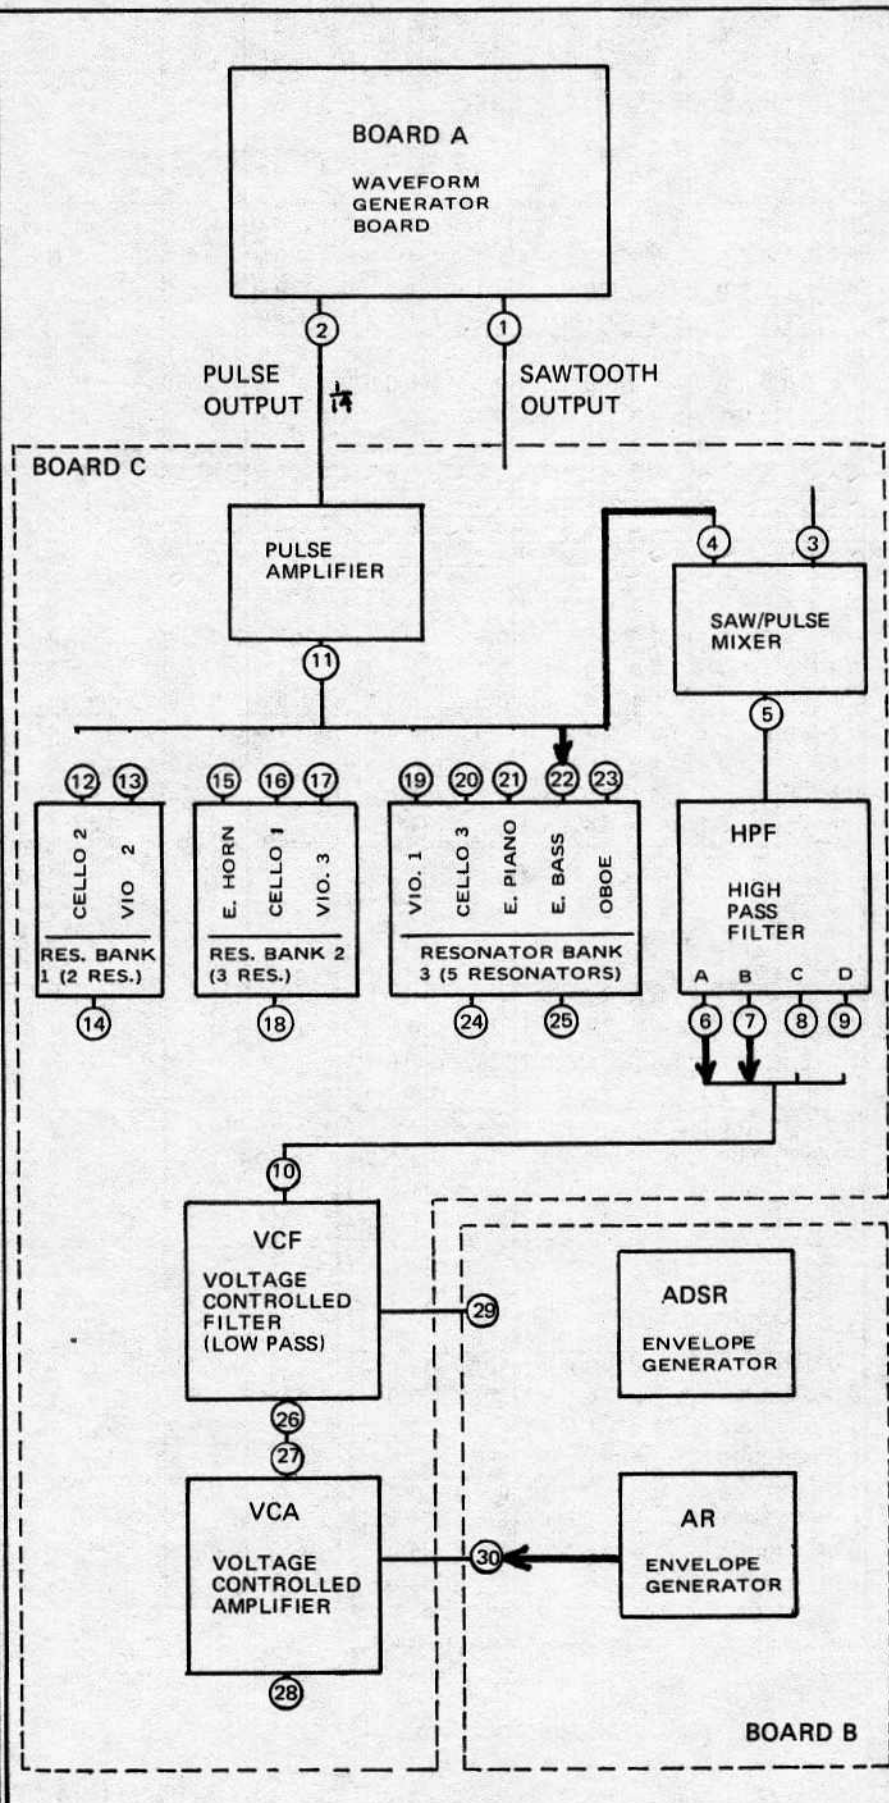 BOARD A
WAVEFORM
GENERATOR
BOARD
2
1
PULSE
OUTPUT
1/14
SAWTOOTH
OUTPUT
BOARD C
PULSE
AMPLIFIER
11
4
3
SAW/PULSE
MIXER
5
12 13 15 16 17 19 20 21 22 23
CELLO 2
VIO 2
RES. BANK
1 (2 RES.)
14
E. HORN
CELLO 1
VIO. 3
RES. BANK 2
(3 RES.)
18
VIO. 1
CELLO 3
E. PIANO
E. BASS
OBOE
RESONATOR BANK
3 (5 RESONATORS)
24 25
HPF
HIGH
PASS
FILTER
A B C D
6 7 8 9
10
VCF
VOLTAGE
CONTROLLED
FILTER
(LOW PASS)
29
26
27
VCA
VOLTAGE
CONTROLLED
AMPLIFIER
30
28
ADSR
ENVELOPE
GENERATOR
AR
ENVELOPE
GENERATOR
BOARD B